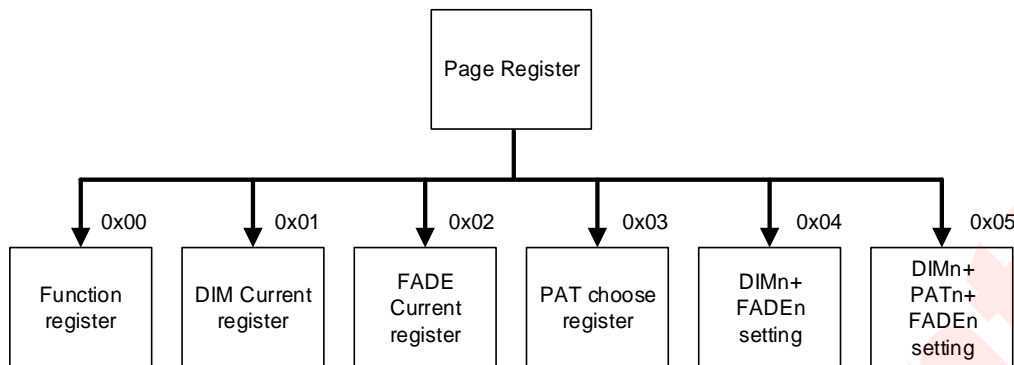 Page Register
0x00
0x01
0x02
0x03
0x04
0x05
Function
register
DIM Current
register
FADE
Current
register
PAT choose
register
DIMn+
FADEn
setting
DIMn+
PATn+
FADEn
setting